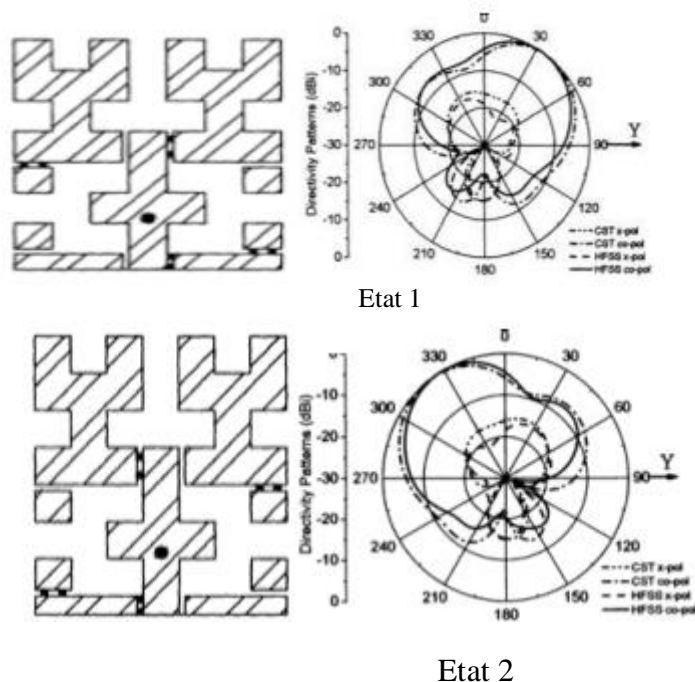 0
330
30
300
60
270
90
Y
240
120
210
150
180
-0
-10
-20
-30
-20
-10
0
Directivity Patterns (dBi)
CST x-pol
CST co-pol
HFSS x-pol
HFSS co-pol
Etat 1
0
330
30
300
60
270
90
Y
240
120
210
150
180
0
-10
-20
-30
-20
-10
0
Directivity Patterns (dBi)
CST x-pol
CST co-pol
HFSS x-pol
HFSS co-pol
Etat 2